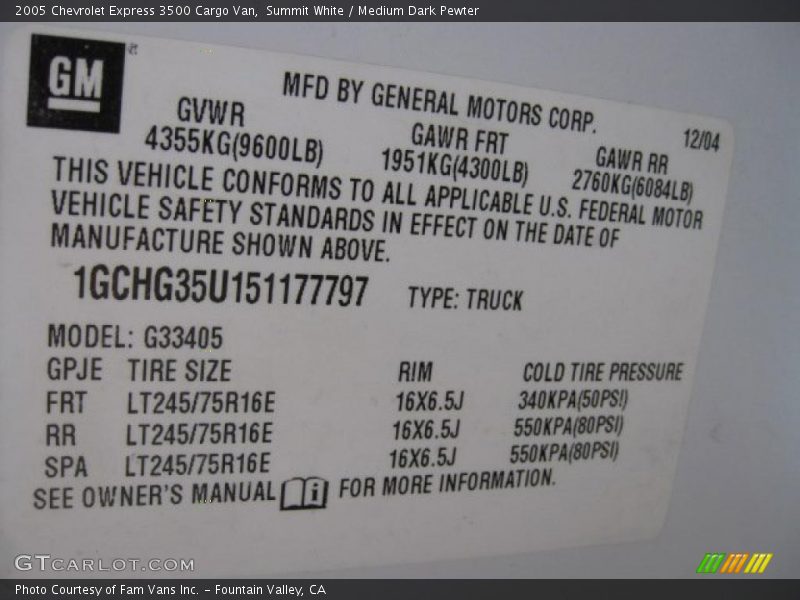 2005 Chevrolet Express 3500 Cargo Van,  Summit White / Medium Dark Pewter
GM
MFD BY GENERAL MOTORS CORP.
12/04
GVWR
GAWR FRT
GAWR RR
4355KG(9600LB)
1951KG(4300LB)
2760KG(6084LB)
THIS VEHICLE CONFORMS TO ALL APPLICABLE U.S. FEDERAL MOTOR
VEHICLE SAFETY STANDARDS IN EFFECT ON THE DATE OF
MANUFACTURE SHOWN ABOVE.
1GCHG35U151177797 TYPE: TRUCK
MODEL: G33405
GPJE TIRE SIZE RIM COLD TIRE PRESSURE
FRT LT245/75R16E 16X6.5J 340KPA(50PSI)
RR LT245/75R16E 16X6.5J 550KPA(80PSI)
SPA LT245/75R16E 16X6.5J 550KPA(80PSI)
SEE OWNER'S MANUAL i FOR MORE INFORMATION.
GTCARLOT.COM
Photo Courtesy of Fam Vans Inc. - Fountain Valley, CA